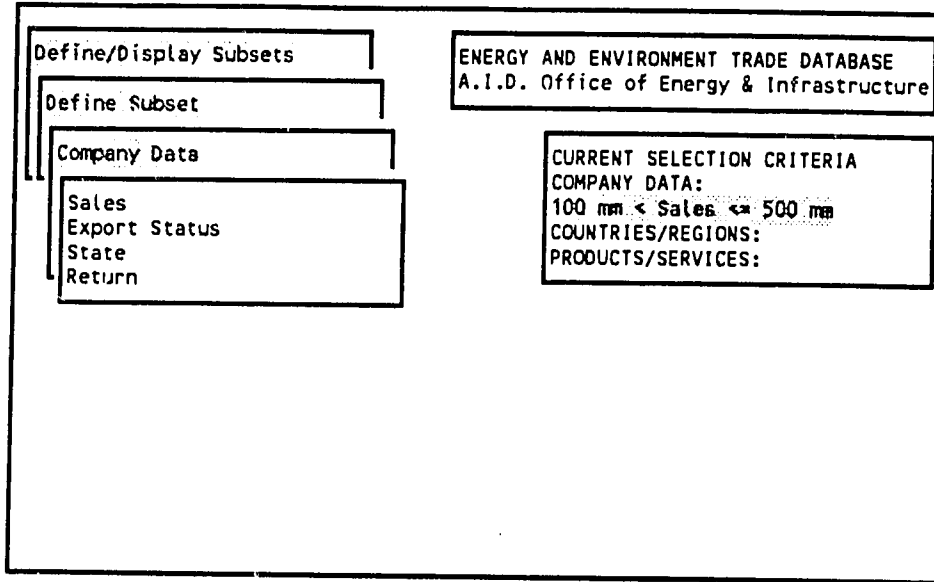 Define/Display Subsets
Define Subset
Company Data
Sales
Export Status
State
Return
ENERGY AND ENVIRONMENT TRADE DATABASE
A.I.D. Office of Energy & Infrastructure
CURRENT SELECTION CRITERIA
COMPANY DATA:
100 mm < Sales <= 500 mm
COUNTRIES/REGIONS:
PRODUCTS/SERVICES: